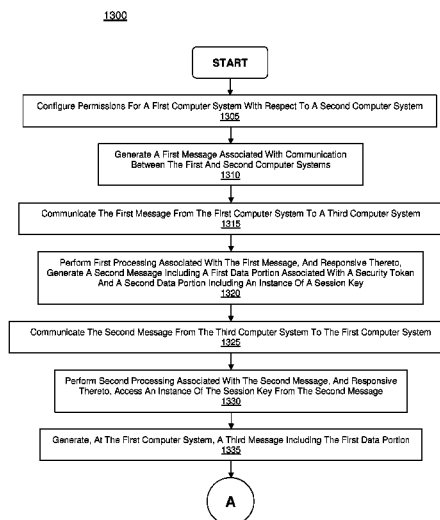 1300
START
Configure Permissions For A First Computer System With Respect To A Second Computer System
1305
Generate A First Message Associated With Communication
Between The First And Second Computer Systems
1310
Communicate The First Message From The First Computer System To A Third Computer System
1315
Perform First Processing Associated With The First Message, And Responsive Thereto,
Generate A Second Message Including A First Data Portion Associated With A Security Token
And A Second Data Portion Including An Instance Of A Session Key
1320
Communicate The Second Message From The Third Computer System To The First Computer System
1325
Perform Second Processing Associated With The Second Message, And Responsive
Thereto, Access An Instance Of The Session Key From The Second Message
1330
Generate, At The First Computer System, A Third Message Including The First Data Portion
1335
A